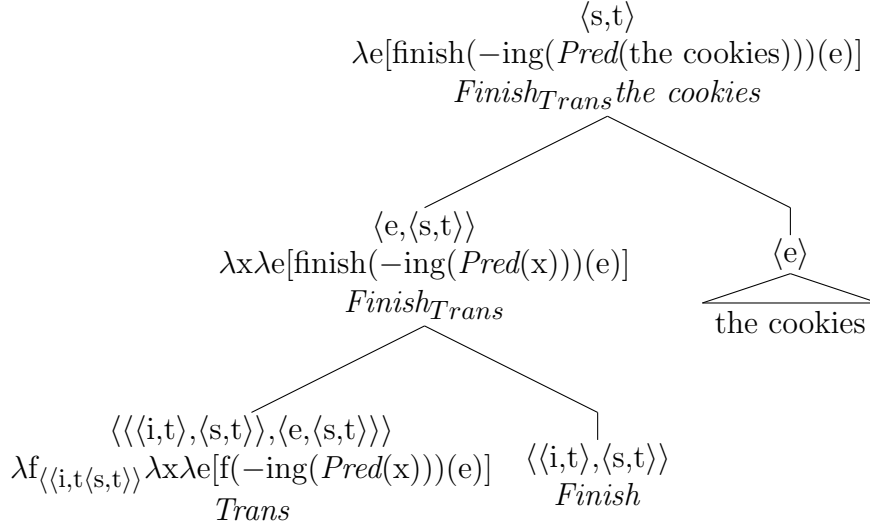 ⟨s,t⟩
λe[finish(−ing(Pred(the cookies)))(e)]
Finish_Trans the cookies
⟨e,⟨s,t⟩⟩
λxλe[finish(−ing(Pred(x)))(e)]
Finish_Trans
⟨e⟩
the cookies
⟨⟨⟨i,t⟩,⟨s,t⟩⟩,⟨e,⟨s,t⟩⟩⟩
λf⟨⟨i,t⟨s,t⟩⟩λxλe[f(−ing(Pred(x)))(e)]
Trans
⟨⟨i,t⟩,⟨s,t⟩⟩
Finish